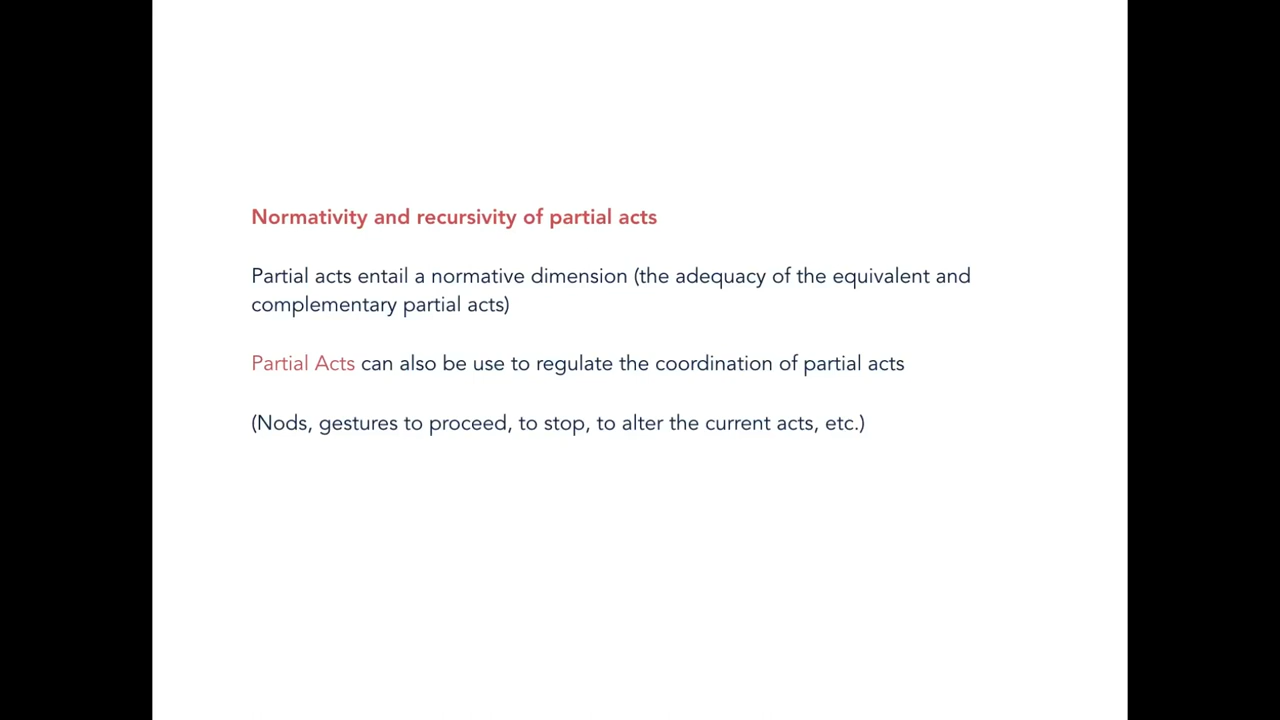 Normativity and recursivity of partial acts
Partial acts entail a normative dimension (the adequacy of the equivalent and
complementary partial acts)
Partial Acts can also be use to regulate the coordination of partial acts
(Nods, gestures to proceed, to stop, to alter the current acts, etc.)